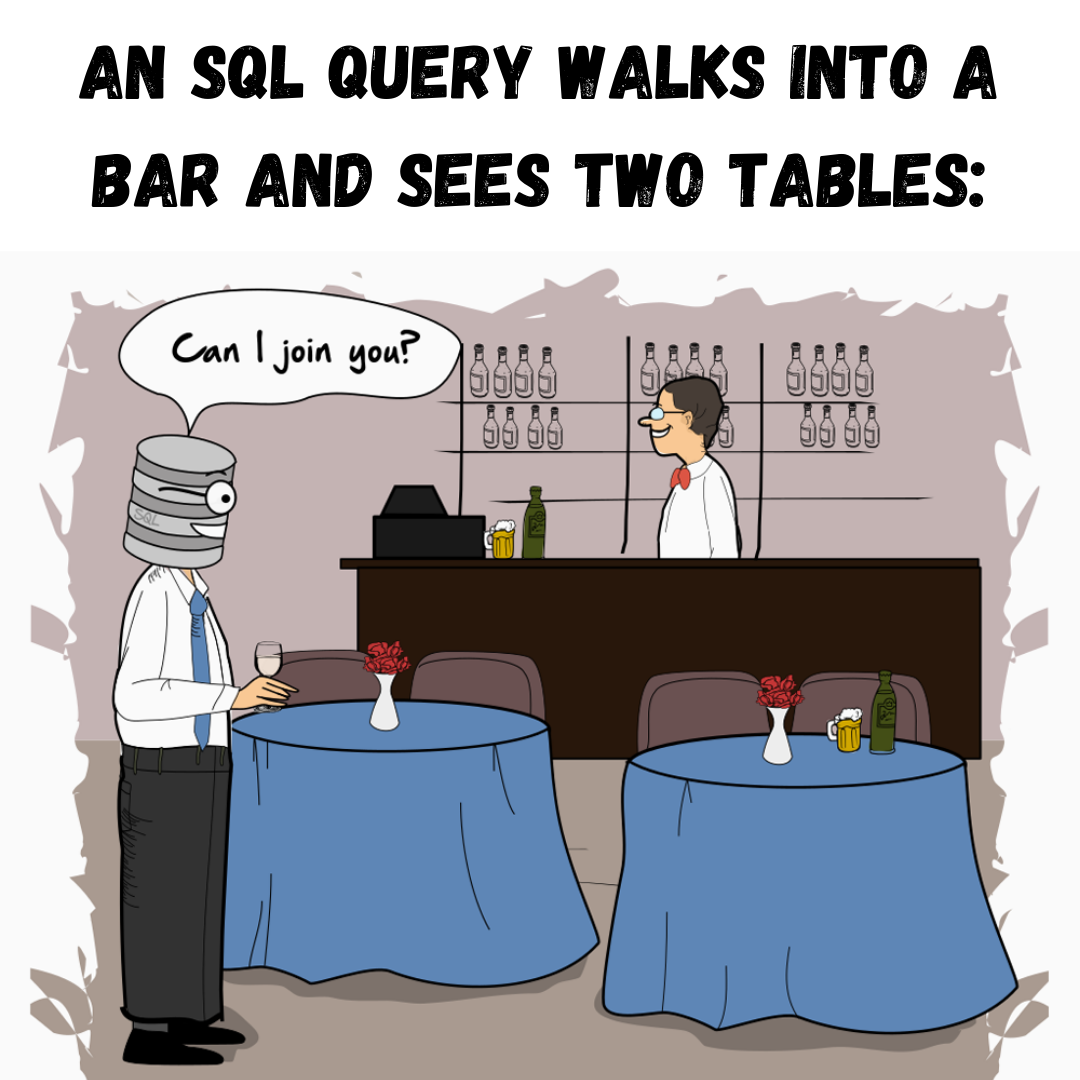 AN SQL QUERY WALKS INTO A
BAR AND SEES TWO TABLES:
Can I join you?
SQL